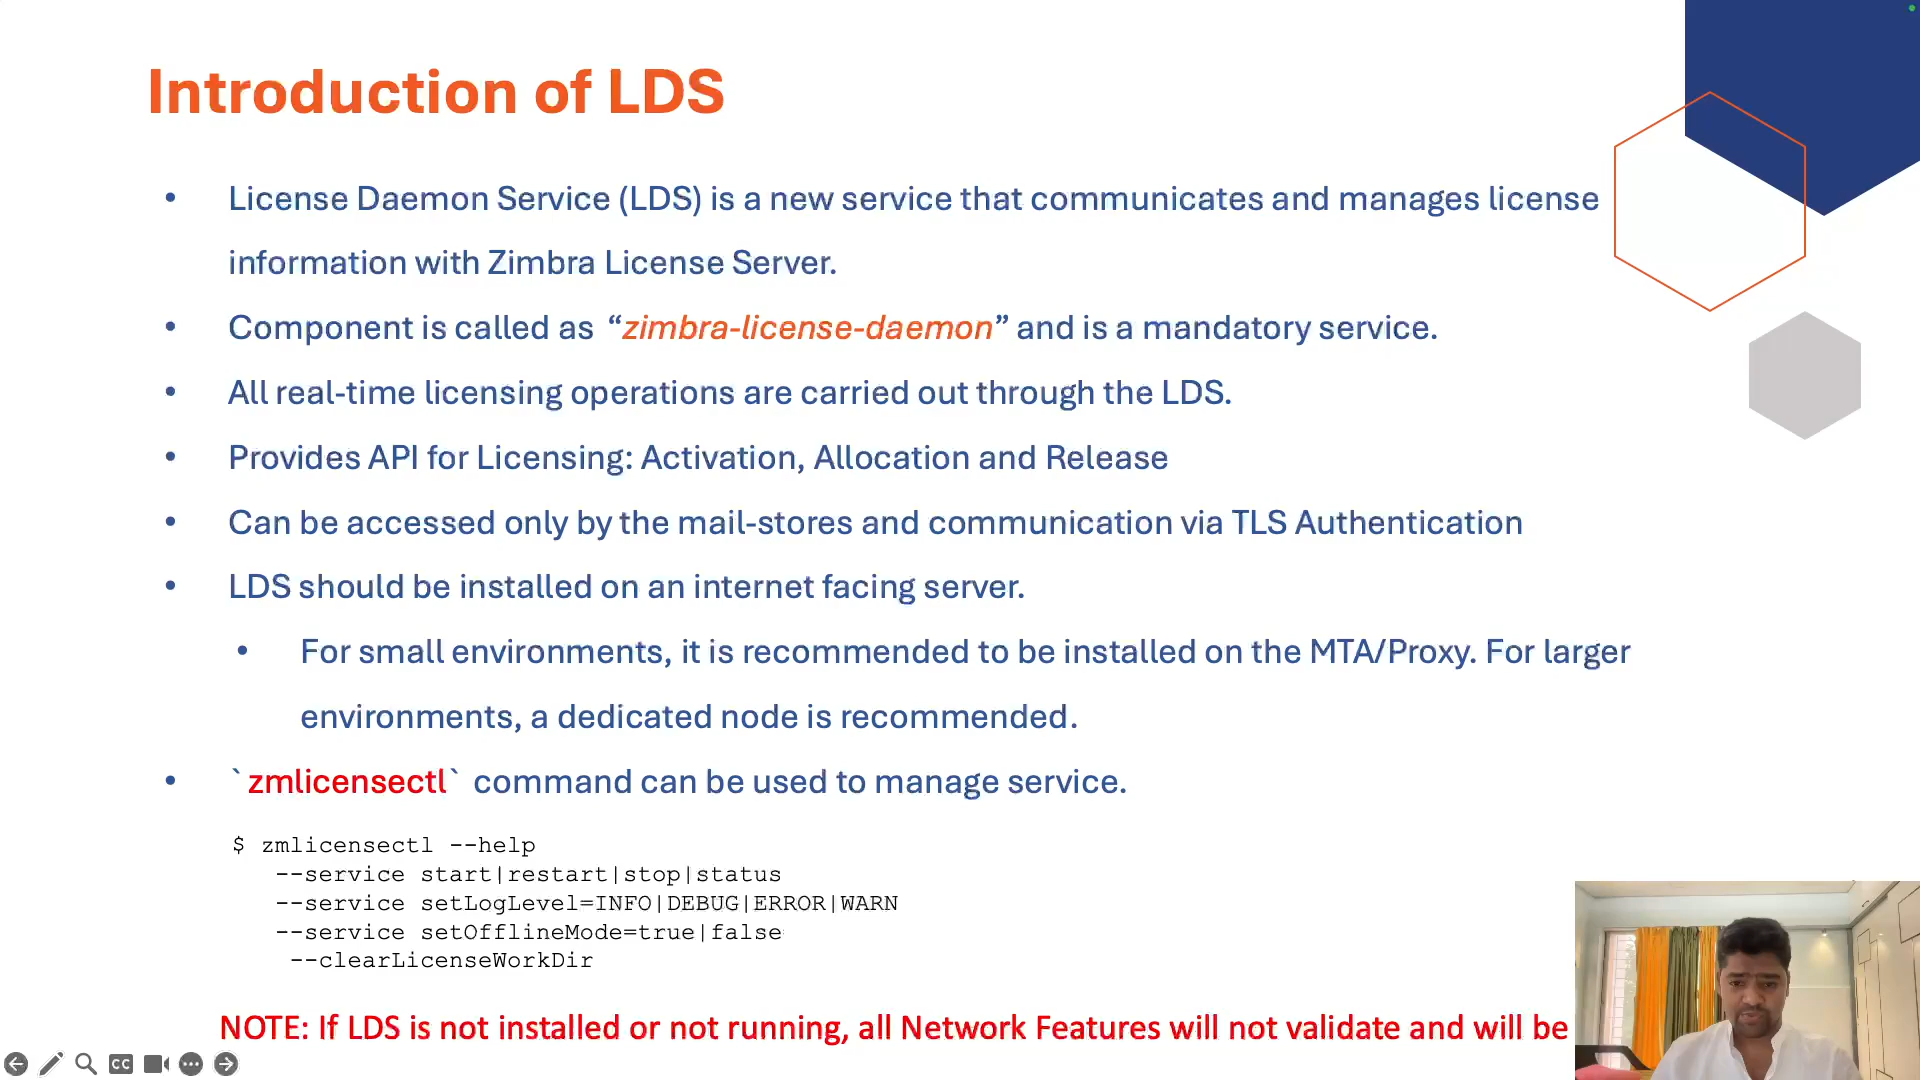 Introduction of LDS
• License Daemon Service (LDS) is a new service that communicates and manages license
information with Zimbra License Server.
• Component is called as “zimbra-license-daemon” and is a mandatory service.
• All real-time licensing operations are carried out through the LDS.
• Provides API for Licensing: Activation, Allocation and Release
• Can be accessed only by the mail-stores and communication via TLS Authentication
• LDS should be installed on an internet facing server.
• For small environments, it is recommended to be installed on the MTA/Proxy. For larger
environments, a dedicated node is recommended.
• `zmlicensectl` command can be used to manage service.
$ zmlicensectl --help
--service start|restart|stop|status
--service setLogLevel=INFO|DEBUG|ERROR|WARN
--service setOfflineMode=true|false
--clearLicenseWorkDir
NOTE: If LDS is not installed or not running, all Network Features will not validate and will be
CC